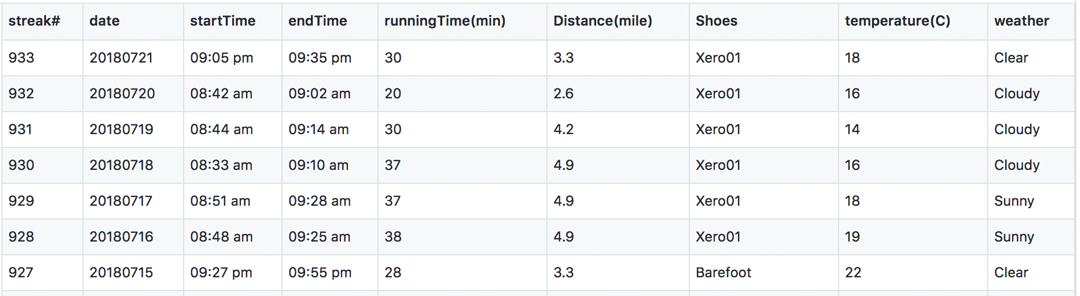 streak# date startTime endTime runningTime(min) Distance(mile) Shoes temperature(C) weather
933 20180721 09:05 pm 09:35 pm 30 3.3 Xero01 18 Clear
932 20180720 08:42 am 09:02 am 20 2.6 Xero01 16 Cloudy
931 20180719 08:44 am 09:14 am 30 4.2 Xero01 14 Cloudy
930 20180718 08:33 am 09:10 am 37 4.9 Xero01 16 Cloudy
929 20180717 08:51 am 09:28 am 37 4.9 Xero01 18 Sunny
928 20180716 08:48 am 09:25 am 38 4.9 Xero01 19 Sunny
927 20180715 09:27 pm 09:55 pm 28 3.3 Barefoot 22 Clear